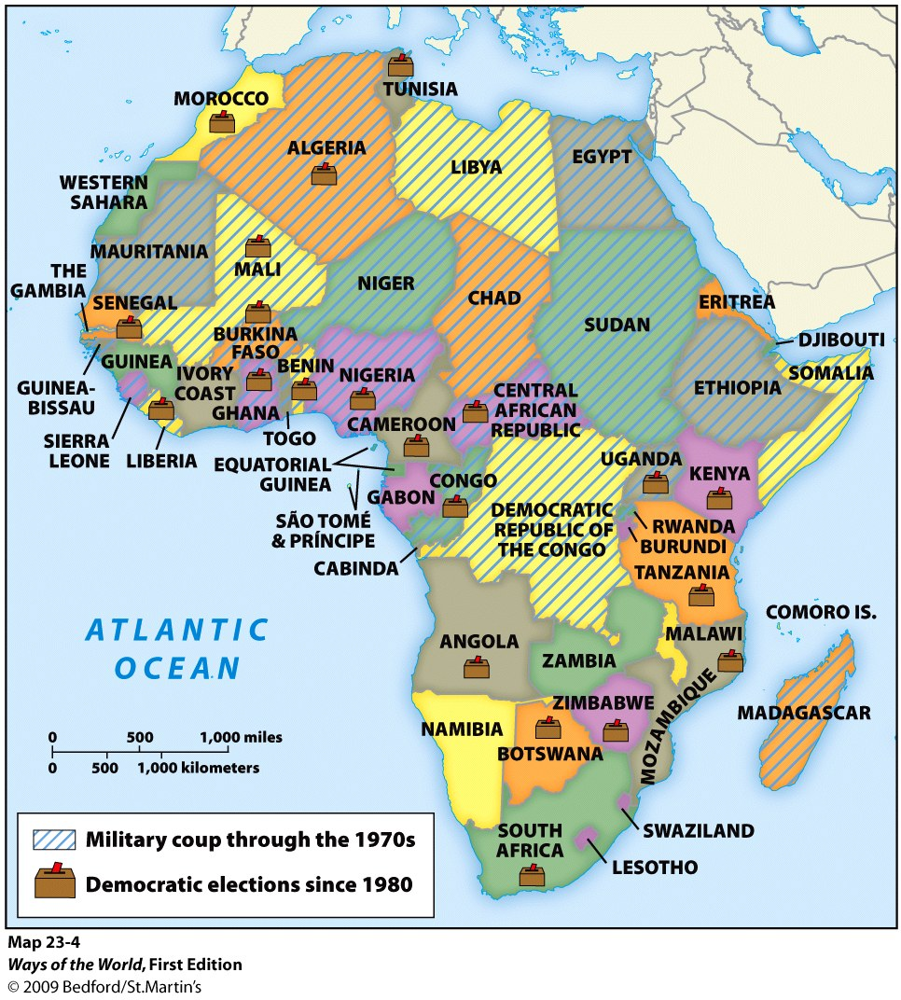 MOROCCO
TUNISIA
ALGERIA
LIBYA
EGYPT
WESTERN
SAHARA
MAURITANIA
MALI
NIGER
CHAD
SUDAN
ERITREA
DJIBOUTI
THE
GAMBIA
SENEGAL
BURKINA
FASO
GUINEA
IVORY
COAST
BENIN
NIGERIA
GUINEA-
BISSAU
GHANA
CENTRAL
AFRICAN
REPUBLIC
ETHIOPIA
SOMALIA
SIERRA
LEONE
LIBERIA
TOGO
CAMEROON
EQUATORIAL
GUINEA
GABON
CONGO
UGANDA
KENYA
SÃO TOMÉ
& PRÍNCIPE
DEMOCRATIC
REPUBLIC OF
THE CONGO
RWANDA
BURUNDI
CABINDA
TANZANIA
COMORO IS.
ATLANTIC
OCEAN
ANGOLA
ZAMBIA
MALAWI
MOZAMBIQUE
ZIMBABWE
MADAGASCAR
NAMIBIA
BOTSWANA
0 500 1,000 miles
0 500 1,000 kilometers
SOUTH
AFRICA
SWAZILAND
LESOTHO
Military coup through the 1970s
Democratic elections since 1980
Map 23-4
Ways of the World, First Edition
© 2009 Bedford/St.Martin's